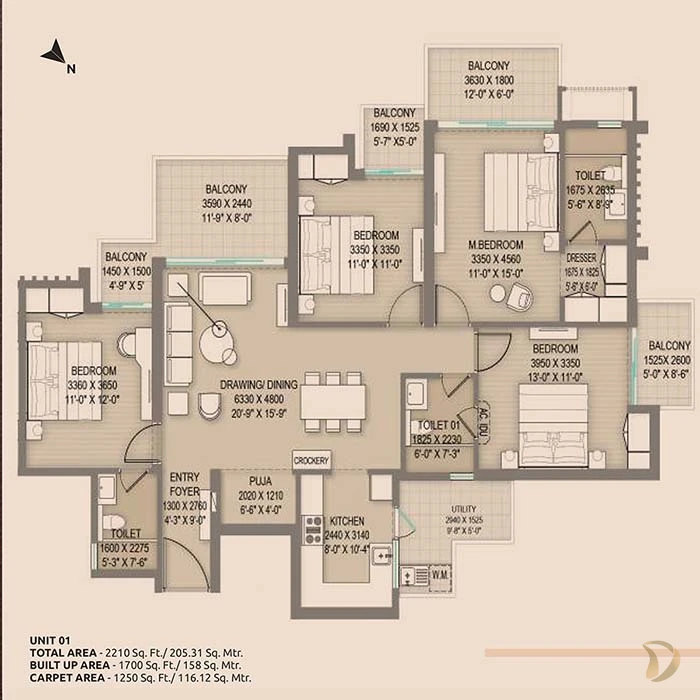 N
BALCONY
3630 X 1800
12'-0" X 6'-0"
BALCONY
1690 X 1525
5'-7" X5'-0"
BALCONY
3590 X 2440
11'-9" X 8'-0"
TOILET
1675 X 2635
5'-6" X 8'-9"
BEDROOM
3350 X 3350
11'-0" X 11'-0"
M.BEDROOM
3350 X 4560
11'-0" X 15'-0"
DRESSER
1675 X 1825
5'-6" X 6'-0"
BALCONY
1450 X 1500
4'-9" X 5'
BEDROOM
3360 X 3650
11'-0" X 12'-0"
DRAWING/ DINING
6330 X 4800
20'-9" X 15'-9"
BEDROOM
3950 X 3350
13'-0" X 11'-0"
BALCONY
1525X 2600
5'-0" X 8'-6"
TOILET 01
1825 X 2230
6'-0" X 7'-3"
AC IDU
CROCKERY
ENTRY
FOYER
1300 X 2760
4'-3" X 9'-0"
PUJA
2020 X 1210
6'-6" X 4'-0"
TOILET
1600 X 2275
5'-3" X 7'-6"
KITCHEN
2440 X 3140
8'-0" X 10'-4"
UTILITY
2940 X 1525
9'-8" X 5'-0"
W.M.
UNIT 01
TOTAL AREA - 2210 Sq. Ft./ 205.31 Sq. Mtr.
BUILT UP AREA - 1700 Sq. Ft./ 158 Sq. Mtr.
CARPET AREA - 1250 Sq. Ft./ 116.12 Sq. Mtr.